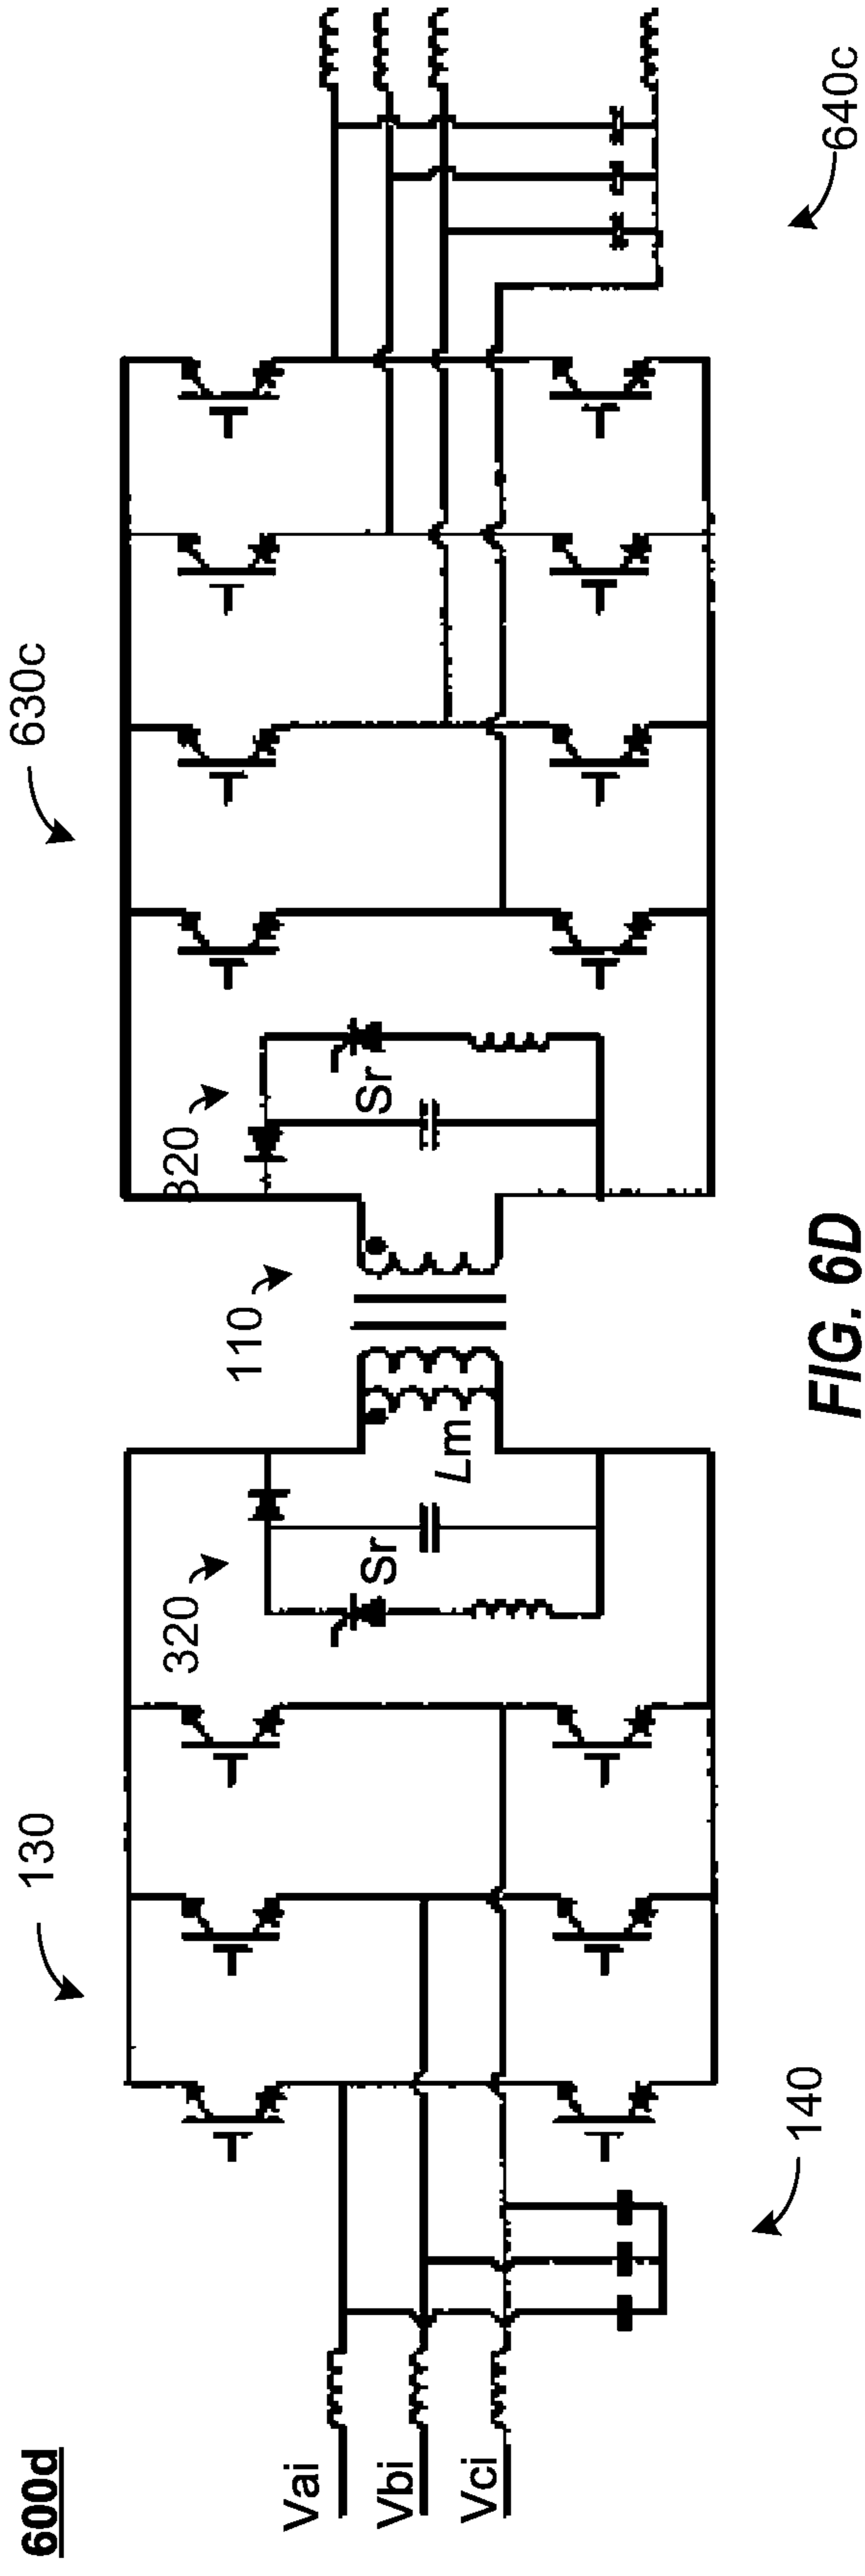 600d
130
320
110
320
630c
Sr
Sr
Lm
Vai
Vbi
Vci
140
640c
FIG. 6D